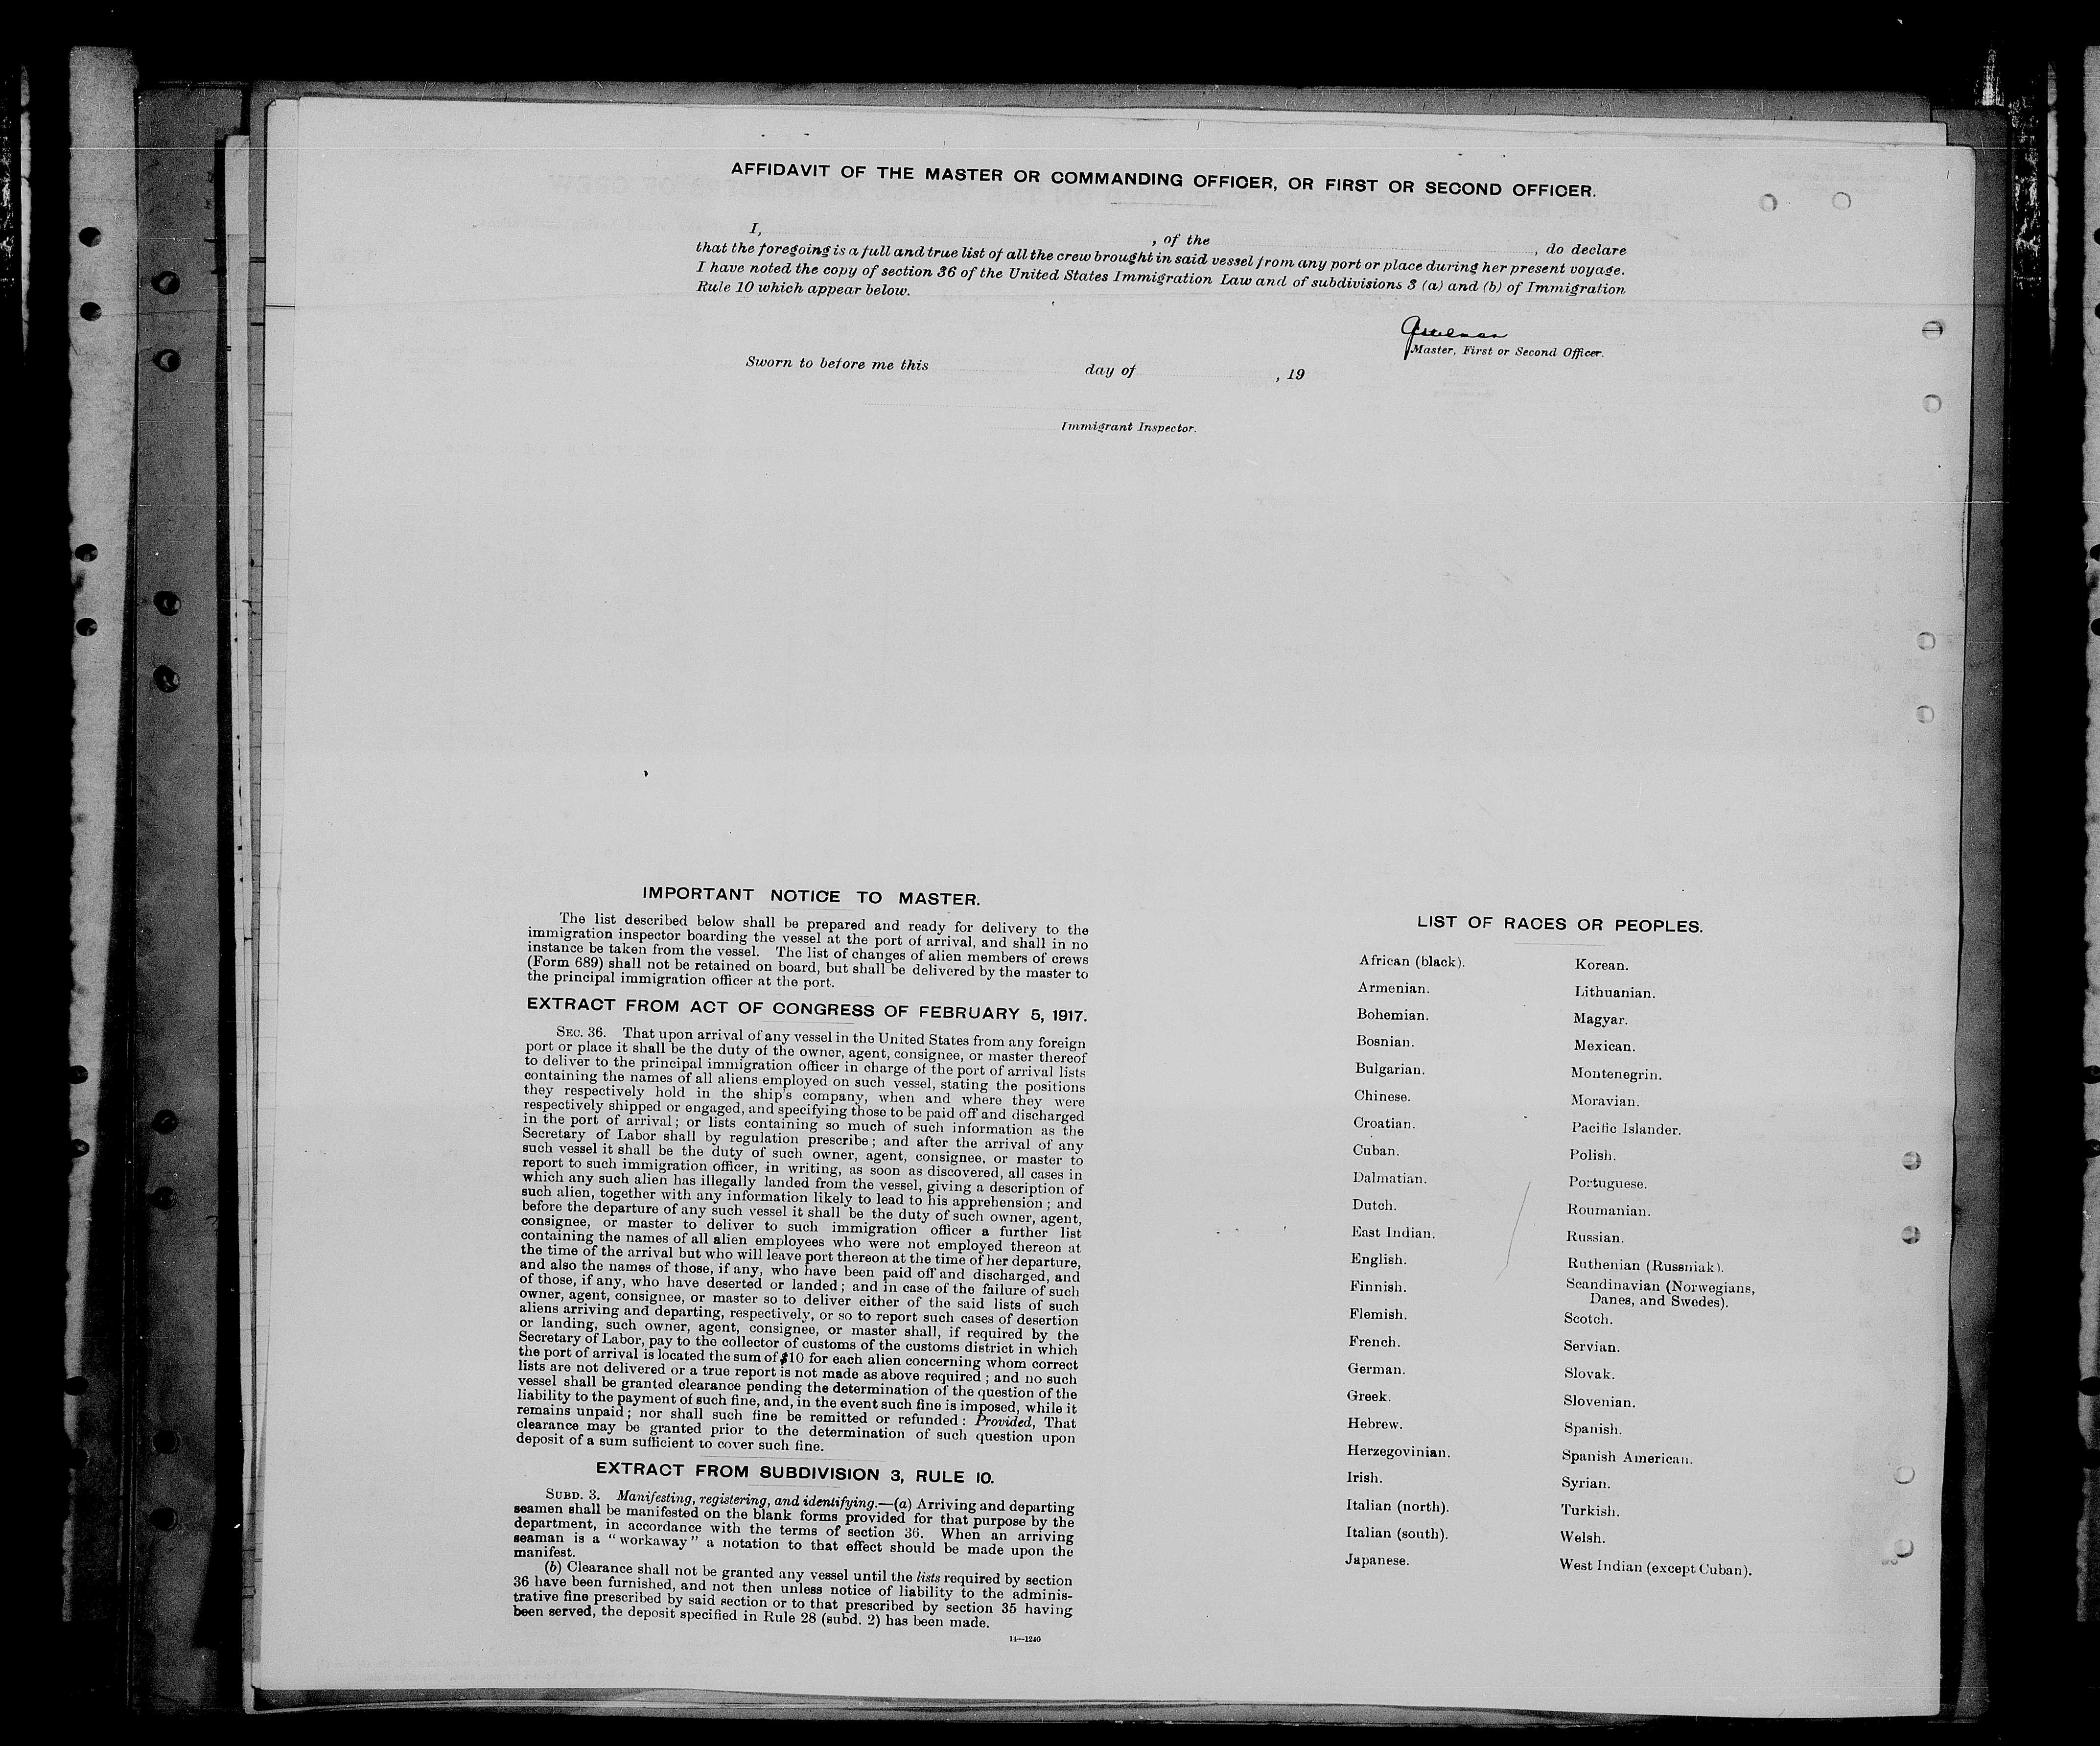 AFFIDAVIT OF THE MASTER OR COMMANDING OFFICER, OR FIRST OR SECOND OFFICER.
I, , of the , do declare
that the foregoing is a full and true list of all the crew brought in said vessel from any port or place during her present voyage.
I have noted the copy of section 36 of the United States Immigration Law and of subdivisions 3 (a) and (b) of Immigration
Rule 10 which appear below.
Master, First or Second Officer.
Sworn to before me this day of , 19
Immigrant Inspector.
IMPORTANT NOTICE TO MASTER.
The list described below shall be prepared and ready for delivery to the
immigration inspector boarding the vessel at the port of arrival, and shall in no
instance be taken from the vessel. The list of changes of alien members of crews
(Form 689) shall not be retained on board, but shall be delivered by the master to
the principal immigration officer at the port.
EXTRACT FROM ACT OF CONGRESS OF FEBRUARY 5, 1917.
SEC. 36. That upon arrival of any vessel in the United States from any foreign
port or place it shall be the duty of the owner, agent, consignee, or master thereof
to deliver to the principal immigration officer in charge of the port of arrival lists
containing the names of all aliens employed on such vessel, stating the positions
they respectively hold in the ship's company, when and where they were
respectively shipped or engaged, and specifying those to be paid off and discharged
in the port of arrival; or lists containing so much of such information as the
Secretary of Labor shall by regulation prescribe; and after the arrival of any
such vessel it shall be the duty of such owner, agent, consignee, or master to
report to such immigration officer, in writing, as soon as discovered, all cases in
which any such alien has illegally landed from the vessel, giving a description of
such alien, together with any information likely to lead to his apprehension; and
before the departure of any such vessel it shall be the duty of such owner, agent,
consignee, or master to deliver to such immigration officer a further list
containing the names of all alien employees who were not employed thereon at
the time of the arrival but who will leave port thereon at the time of her departure,
and also the names of those, if any, who have been paid off and discharged, and
of those, if any, who have deserted or landed; and in case of the failure of such
owner, agent, consignee, or master so to deliver either of the said lists of such
aliens arriving and departing, respectively, or so to report such cases of desertion
or landing, such owner, agent, consignee, or master shall, if required by the
Secretary of Labor, pay to the collector of customs of the customs district in which
the port of arrival is located the sum of $10 for each alien concerning whom correct
lists are not delivered or a true report is not made as above required; and no such
vessel shall be granted clearance pending the determination of the question of the
liability to the payment of such fine, and, in the event such fine is imposed, while it
remains unpaid; nor shall such fine be remitted or refunded: Provided, That
clearance may be granted prior to the determination of such question upon
deposit of a sum sufficient to cover such fine.
EXTRACT FROM SUBDIVISION 3, RULE 10.
SUBD. 3. Manifesting, registering, and identifying.—(a) Arriving and departing
seamen shall be manifested on the blank forms provided for that purpose by the
department, in accordance with the terms of section 36. When an arriving
seaman is a "workaway" a notation to that effect should be made upon the
manifest.
(b) Clearance shall not be granted any vessel until the lists required by section
36 have been furnished, and not then unless notice of liability to the adminis-
trative fine prescribed by said section or to that prescribed by section 35 having
been served, the deposit specified in Rule 28 (subd. 2) has been made.
14—1240
LIST OF RACES OR PEOPLES.
African (black).
Armenian.
Bohemian.
Bosnian.
Bulgarian.
Chinese.
Croatian.
Cuban.
Dalmatian.
Dutch.
East Indian.
English.
Finnish.
Flemish.
French.
German.
Greek.
Hebrew.
Herzegovinian.
Irish.
Italian (north).
Italian (south).
Japanese.
Korean.
Lithuanian.
Magyar.
Mexican.
Montenegrin.
Moravian.
Pacific Islander.
Polish.
Portuguese.
Roumanian.
Russian.
Ruthenian (Russniak).
Scandinavian (Norwegians,
Danes, and Swedes).
Scotch.
Servian.
Slovak.
Slovenian.
Spanish.
Spanish American.
Syrian.
Turkish.
Welsh.
West Indian (except Cuban).